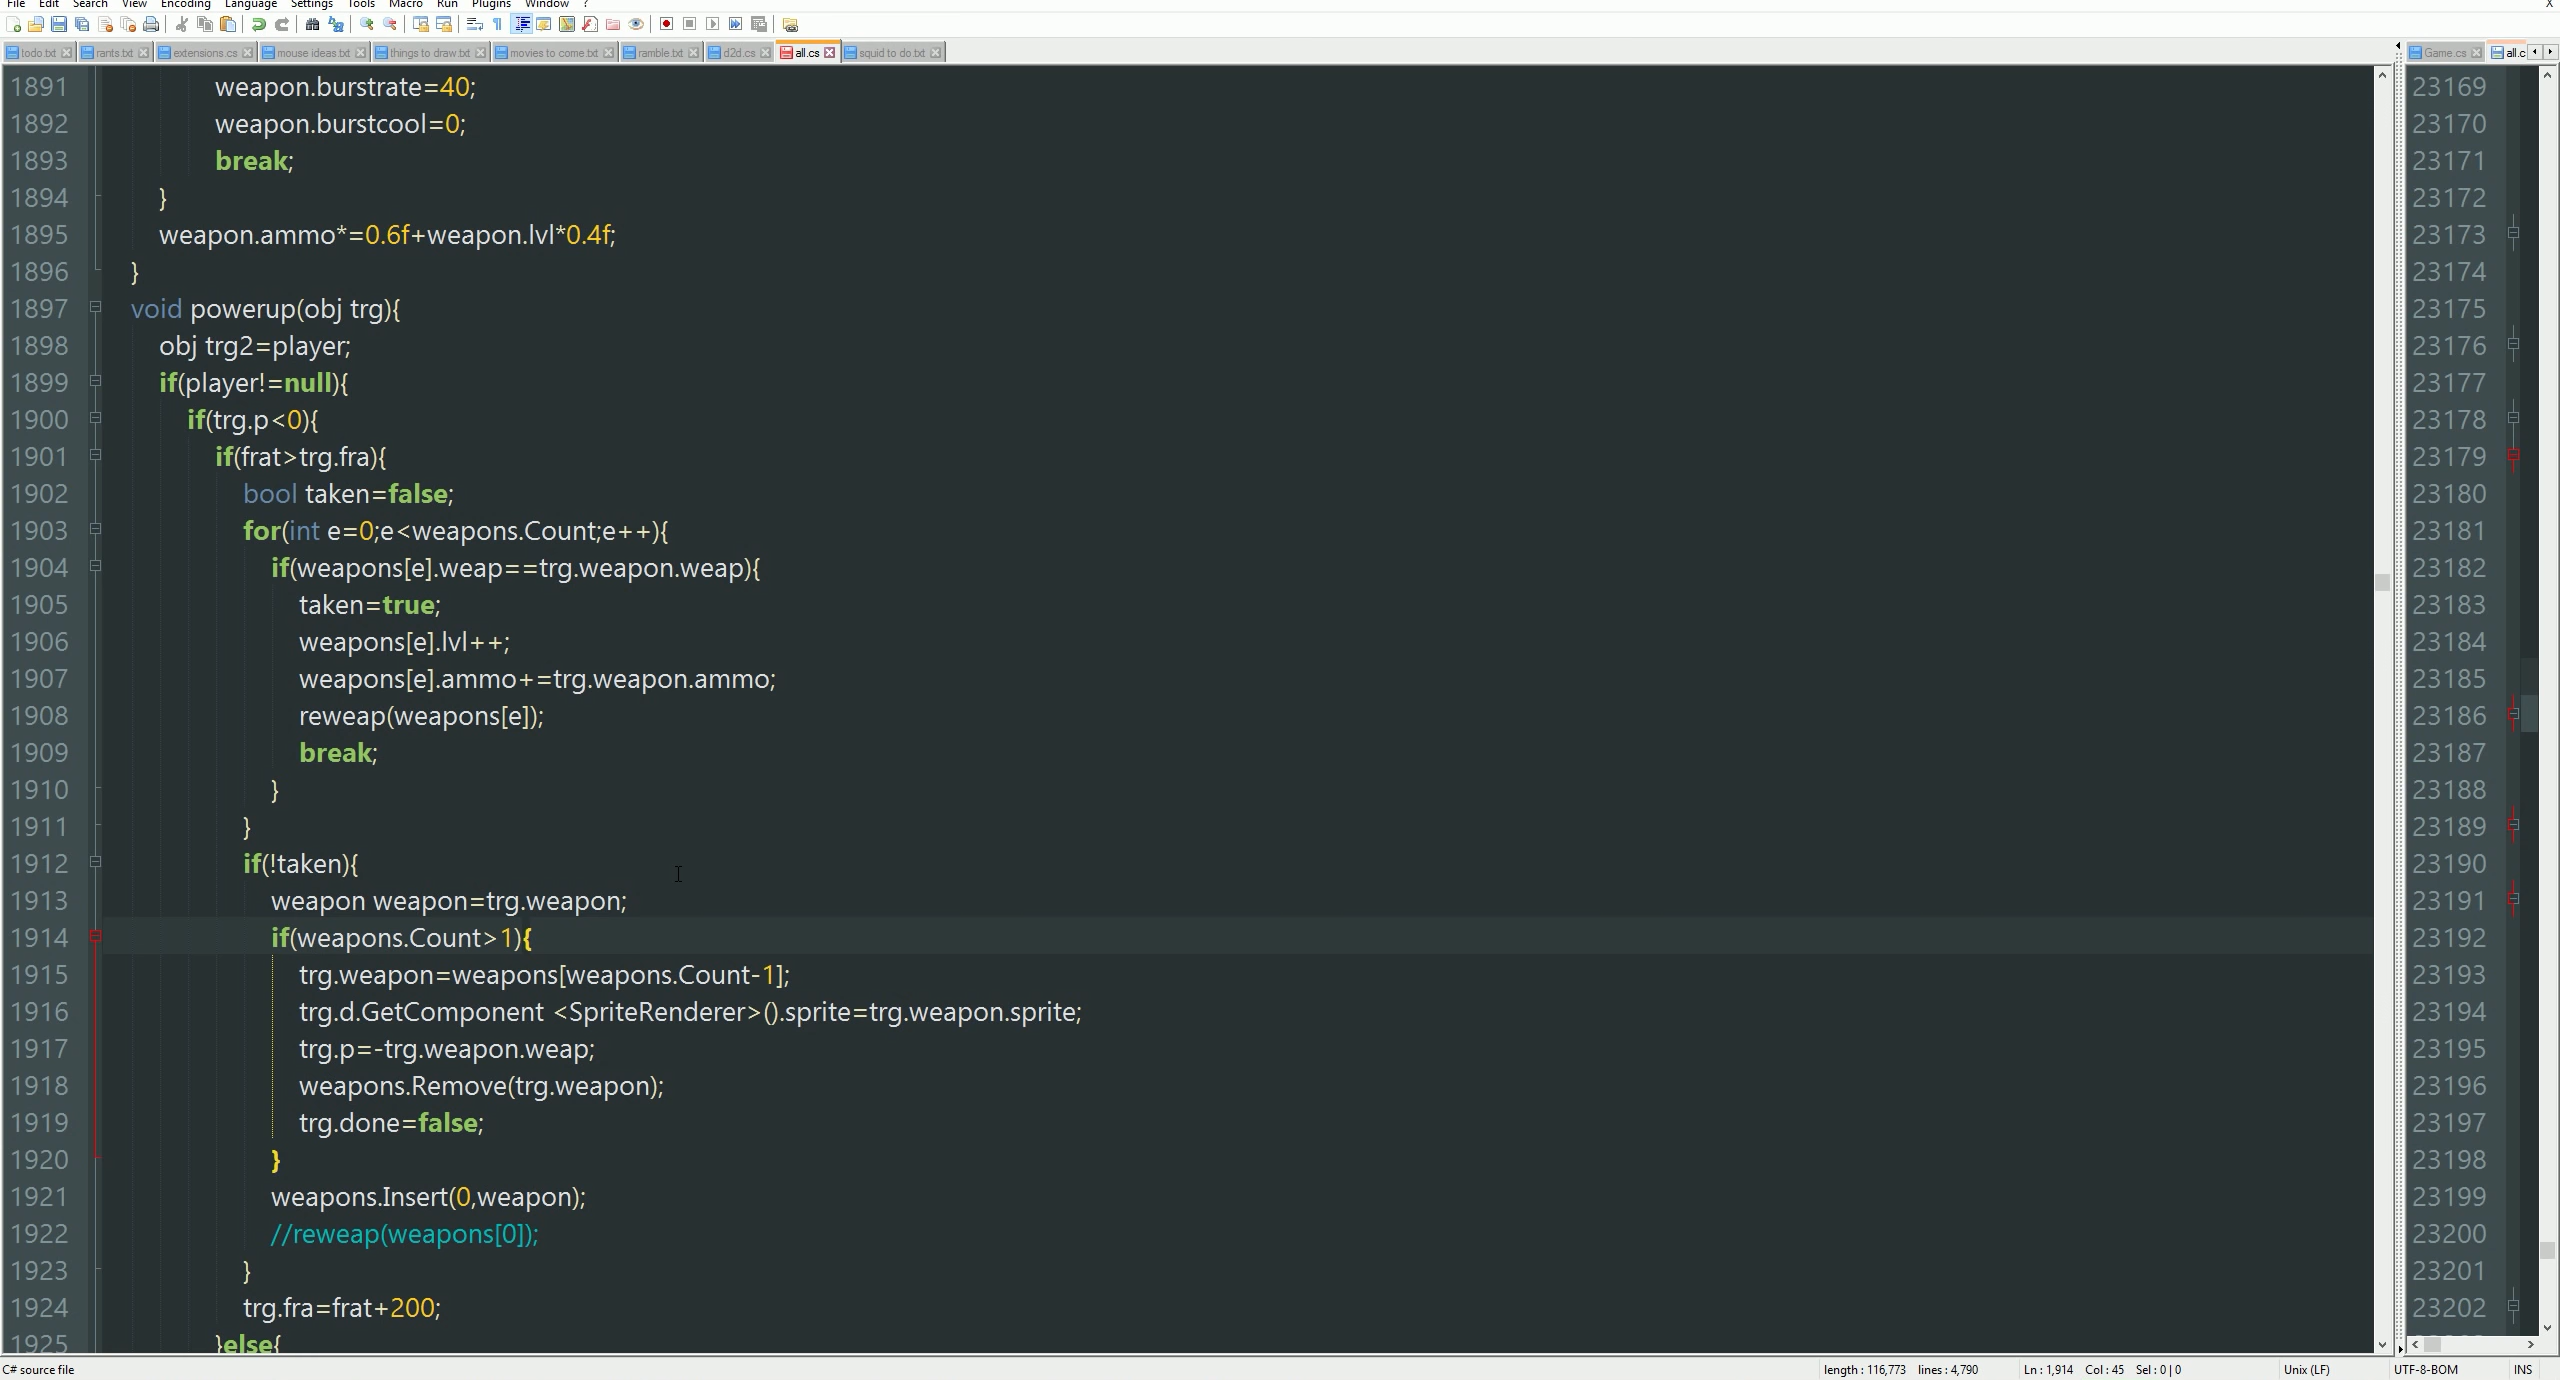 File Edit Search View Encoding Language Settings Tools Macro Run Plugins Window ? X
todo.txt rants.txt extensions.cs mouse ideas.txt things to draw.txt movies to come.txt ramble.txt d2d.cs all.cs squid to do.txt Game.cs all.c
1891 weapon.burstrate=40; 23169
1892 weapon.burstcool=0; 23170
1893 break; 23171
1894 } 23172
1895 weapon.ammo*=0.6f+weapon.lvl*0.4f; 23173
1896 } 23174
1897 void powerup(obj trg){ 23175
1898 obj trg2=player; 23176
1899 if(player!=null){ 23177
1900 if(trg.p<0){ 23178
1901 if(frat>trg.fra){ 23179
1902 bool taken=false; 23180
1903 for(int e=0;e<weapons.Count;e++){ 23181
1904 if(weapons[e].weap==trg.weapon.weap){ 23182
1905 taken=true; 23183
1906 weapons[e].lvl++; 23184
1907 weapons[e].ammo+=trg.weapon.ammo; 23185
1908 reweap(weapons[e]); 23186
1909 break; 23187
1910 } 23188
1911 } 23189
1912 if(!taken){ 23190
1913 weapon weapon=trg.weapon; 23191
1914 if(weapons.Count>1){ 23192
1915 trg.weapon=weapons[weapons.Count-1]; 23193
1916 trg.d.GetComponent <SpriteRenderer>().sprite=trg.weapon.sprite; 23194
1917 trg.p=-trg.weapon.weap; 23195
1918 weapons.Remove(trg.weapon); 23196
1919 trg.done=false; 23197
1920 } 23198
1921 weapons.Insert(0,weapon); 23199
1922 //reweap(weapons[0]); 23200
1923 } 23201
1924 trg.fra=frat+200; 23202
1925 }else{
C# source file length : 116,773 lines : 4,790 Ln : 1,914 Col : 45 Sel : 0 | 0 Unix (LF) UTF-8-BOM INS